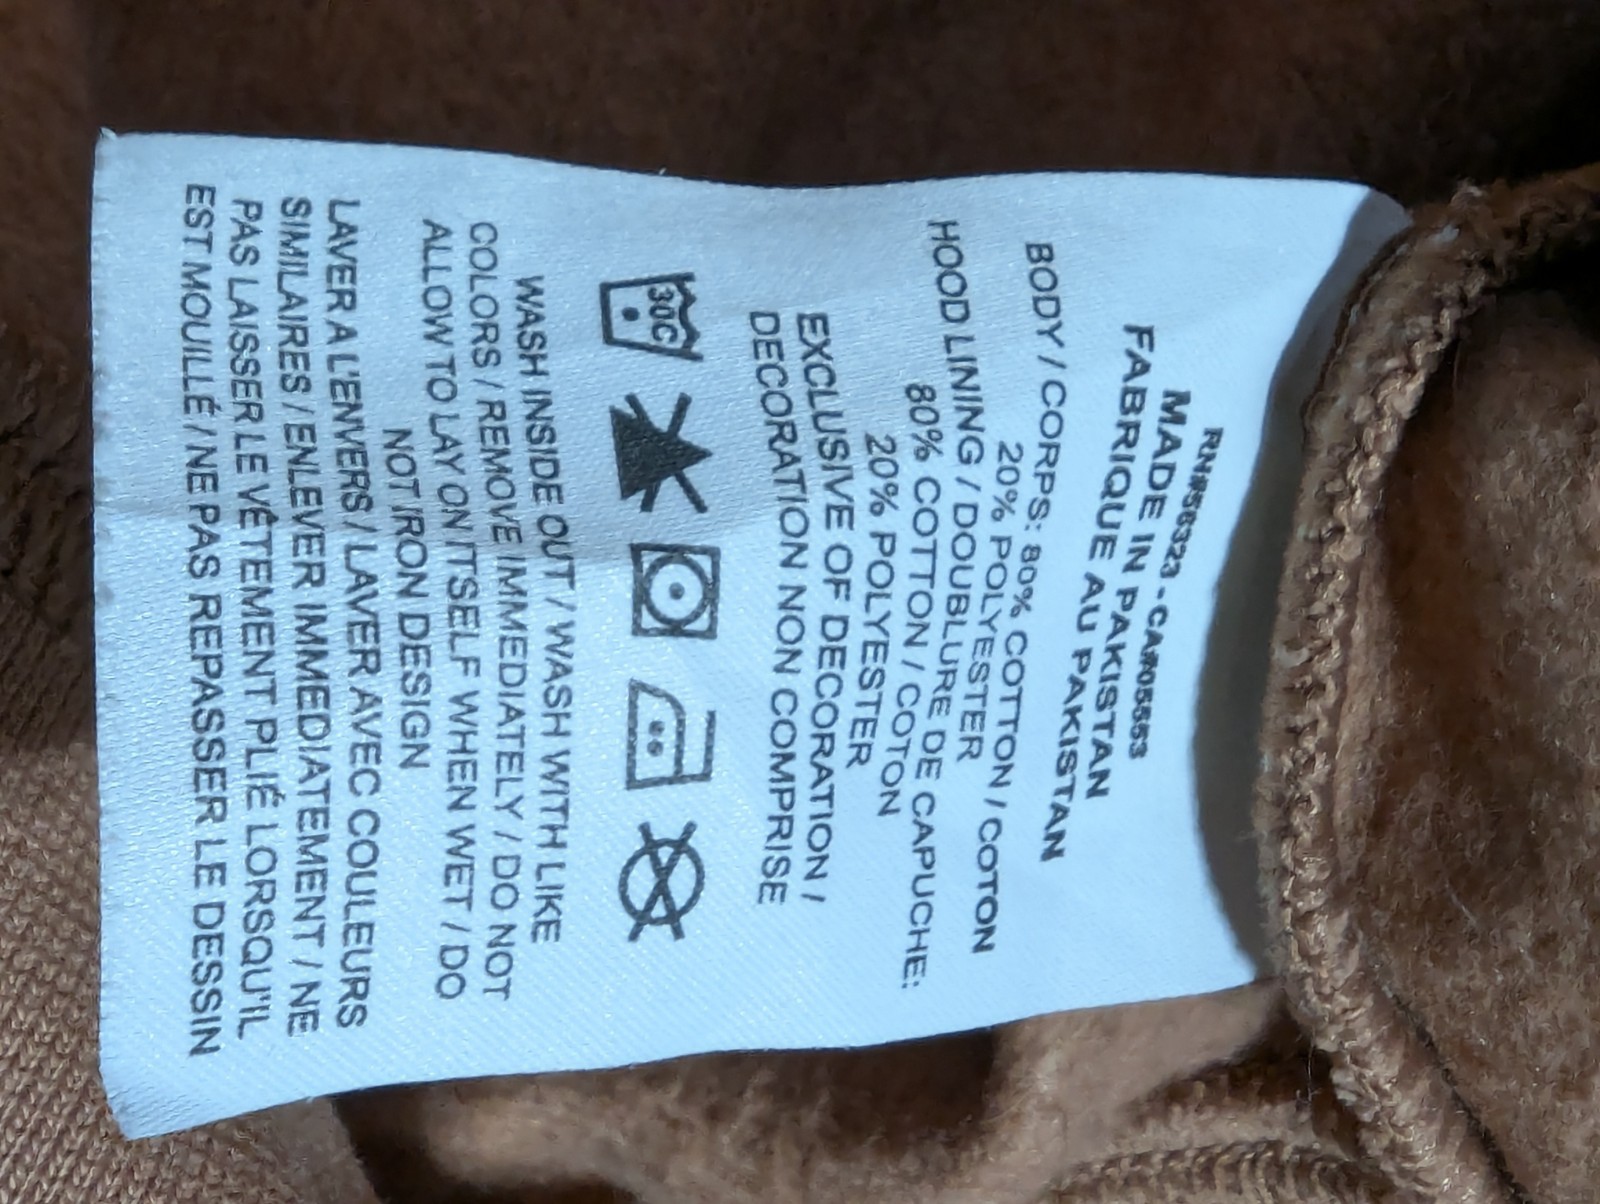 RN#56323 - CA#05553
MADE IN PAKISTAN
FABRIQUE AU PAKISTAN
BODY / CORPS: 80% COTTON / COTON
20% POLYESTER
HOOD LINING / DOUBLURE DE CAPUCHE:
80% COTTON / COTON
20% POLYESTER
EXCLUSIVE OF DECORATION /
DECORATION NON COMPRISE
30C
WASH INSIDE OUT / WASH WITH LIKE
COLORS / REMOVE IMMEDIATELY / DO NOT
ALLOW TO LAY ON ITSELF WHEN WET / DO
NOT IRON DESIGN
LAVER A L'ENVERS / LAVER AVEC COULEURS
SIMILAIRES / ENLEVER IMMEDIATEMENT / NE
PAS LAISSER LE VÊTEMENT PLIÉ LORSQU'IL
EST MOUILLÉ / NE PAS REPASSER LE DESSIN